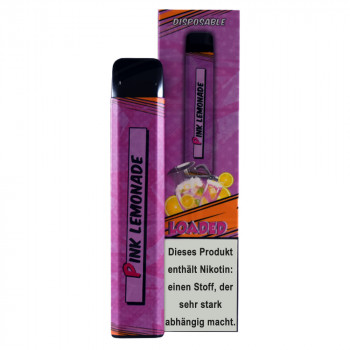 DISPOSABLE
PINK LEMONADE
PINK LEMONADE
LOADED
Dieses Produkt
enthält Nikotin:
einen Stoff, der
sehr stark
abhängig macht.